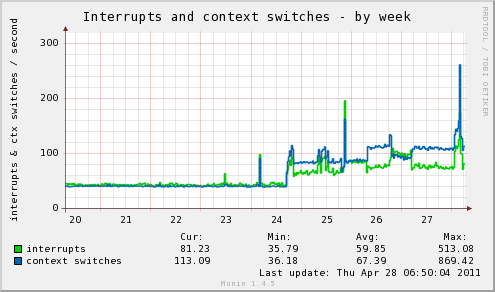 Interrupts and context switches - by week
RRDTOOL / TOBI OETIKER
interrupts & ctx switches / second
300
200
100
0
20 21 22 23 24 25 26 27
Cur: Min: Avg: Max:
interrupts 81.23 35.79 59.85 513.08
context switches 113.09 36.18 67.39 869.42
Last update: Thu Apr 28 06:50:04 2011
Munin 1.4.5